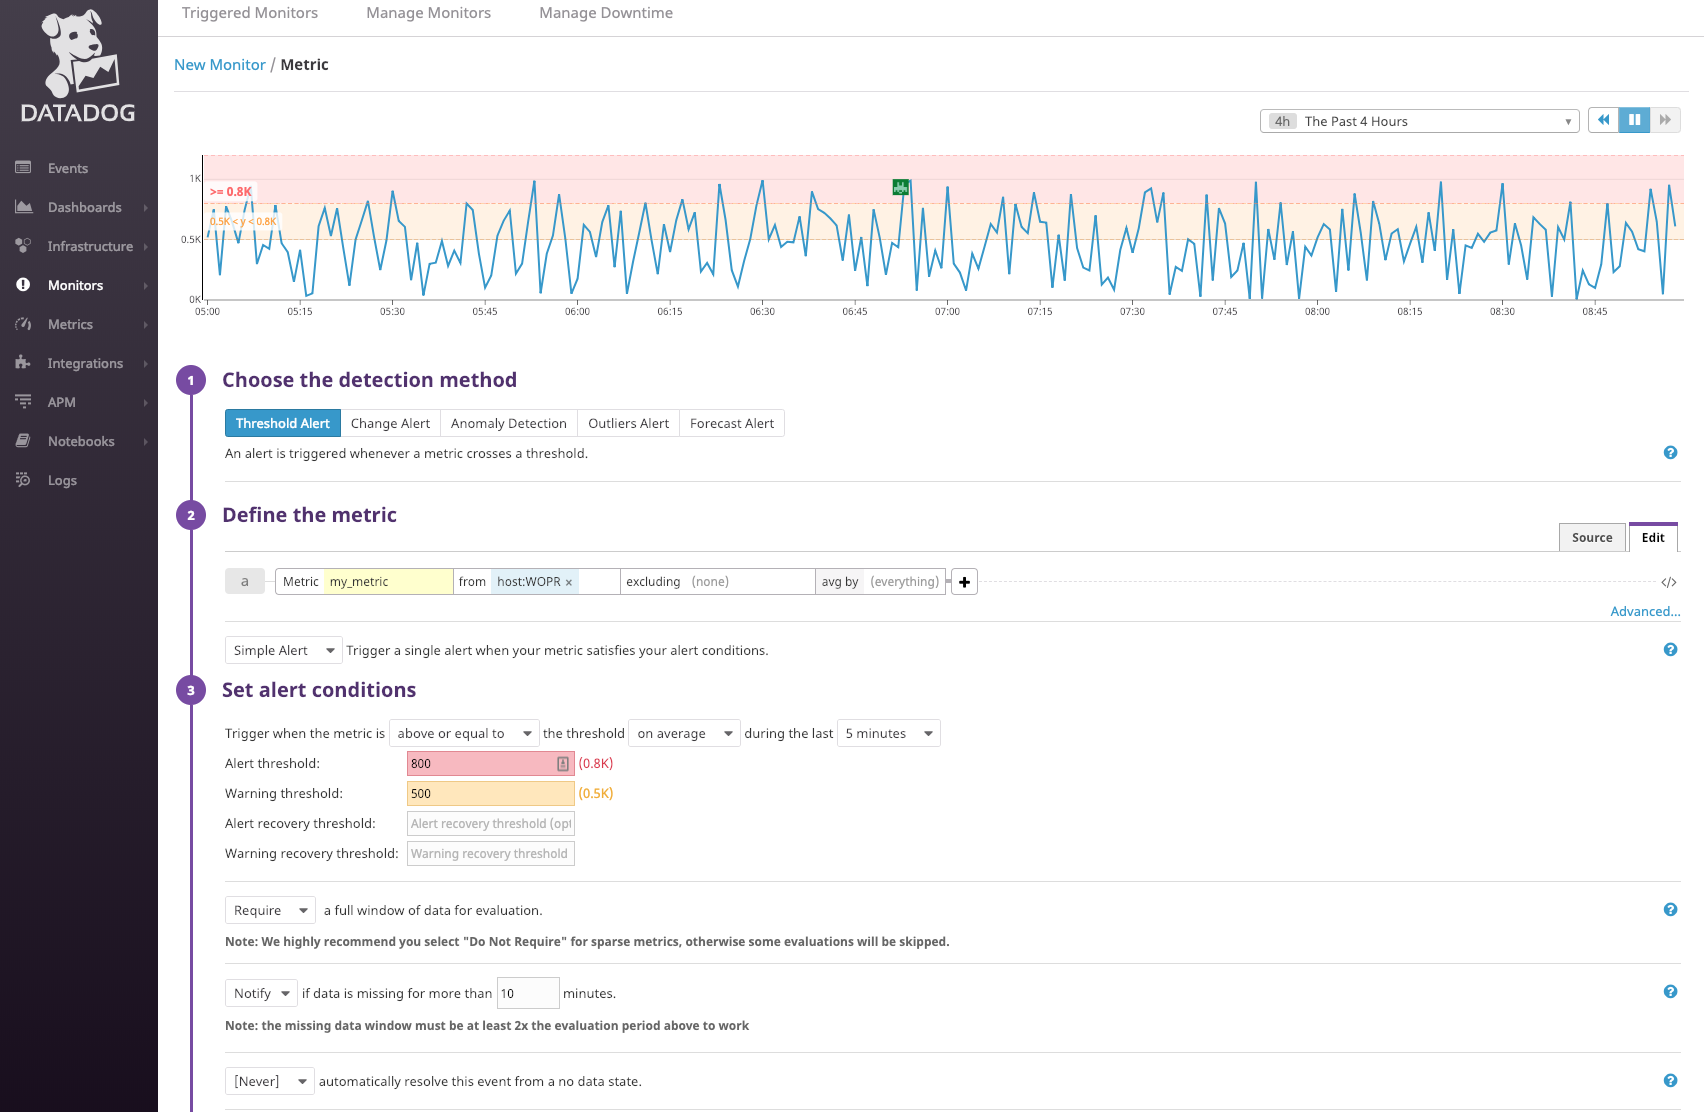 Triggered Monitors Manage Monitors Manage Downtime
DATADOG
Events
Dashboards
Infrastructure
Monitors
Metrics
Integrations
APM
Notebooks
Logs
New Monitor / Metric
4h The Past 4 Hours
1K
>= 0.8K
0.5K < y < 0.8K
0.5K
0K
05:00 05:15 05:30 05:45 06:00 06:15 06:30 06:45 07:00 07:15 07:30 07:45 08:00 08:15 08:30 08:45
1 Choose the detection method
Threshold Alert Change Alert Anomaly Detection Outliers Alert Forecast Alert
An alert is triggered whenever a metric crosses a threshold. ?
2 Define the metric
Source Edit
a Metric my_metric from host:WOPR × excluding (none) avg by (everything) + </>
Advanced...
Simple Alert Trigger a single alert when your metric satisfies your alert conditions. ?
3 Set alert conditions
Trigger when the metric is above or equal to the threshold on average during the last 5 minutes
Alert threshold: 800 (0.8K)
Warning threshold: 500 (0.5K)
Alert recovery threshold: Alert recovery threshold (opt
Warning recovery threshold: Warning recovery threshold
Require a full window of data for evaluation. ?
Note: We highly recommend you select "Do Not Require" for sparse metrics, otherwise some evaluations will be skipped.
Notify if data is missing for more than 10 minutes. ?
Note: the missing data window must be at least 2x the evaluation period above to work
[Never] automatically resolve this event from a no data state. ?